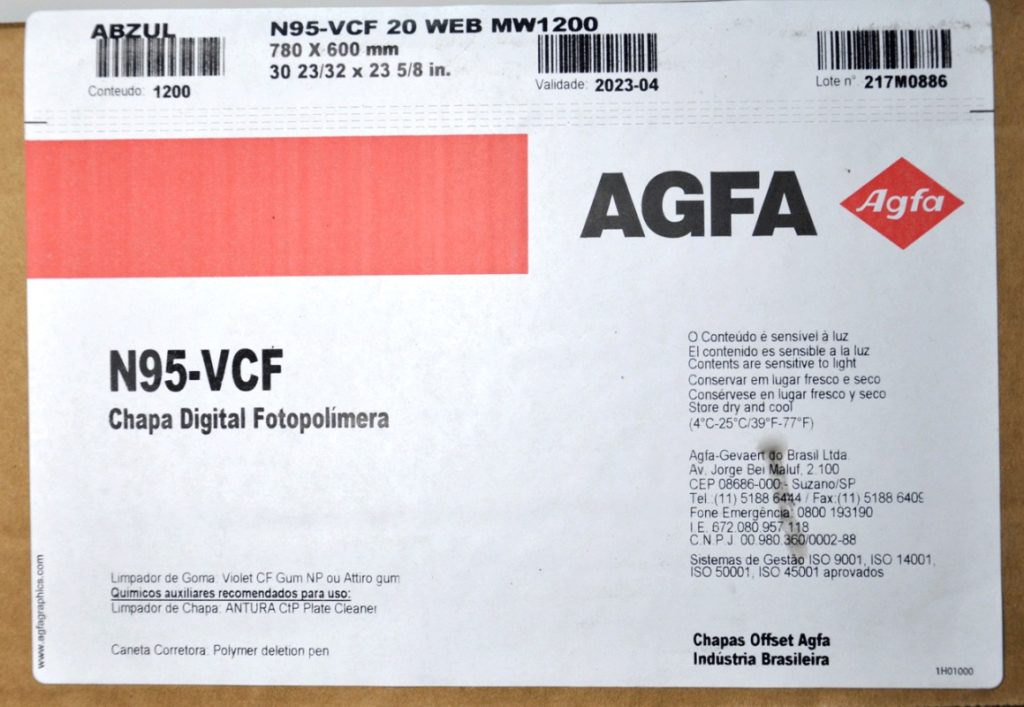 ABZUL
N95-VCF 20 WEB MW1200
780 X 600 mm
30 23/32 x 23 5/8 in.
Conteudo: 1200
Validade: 2023-04
Lote n°. 217M0886
AGFA
Agfa
N95-VCF
Chapa Digital Fotopolímera
O Conteúdo é sensível à luz
El contenido es sensible a la luz
Contents are sensitive to light
Conservar em lugar fresco e seco
Consérvese en lugar fresco y seco
Store dry and cool
(4°C-25°C/39°F-77°F)
Agfa-Gevaert do Brasil Ltda.
Av. Jorge Bei Maluf, 2.100
CEP 08686-000 - Suzano/SP
Tel.:(11) 5188 6444 / Fax:(11) 5188 6409
Fone Emergência: 0800 193190
I.E. 672.080.957.118
C.N.P.J. 00.980.360/0002-88
Sistemas de Gestão ISO 9001, ISO 14001,
ISO 50001, ISO 45001 aprovados
Limpador de Goma: Violet CF Gum NP ou Attiro gum
Químicos auxiliares recomendados para uso:
Limpador de Chapa: ANTURA CtP Plate Cleaner
Caneta Corretora: Polymer deletion pen
Chapas Offset Agfa
Indústria Brasileira
1H01000
www.agfagraphics.com